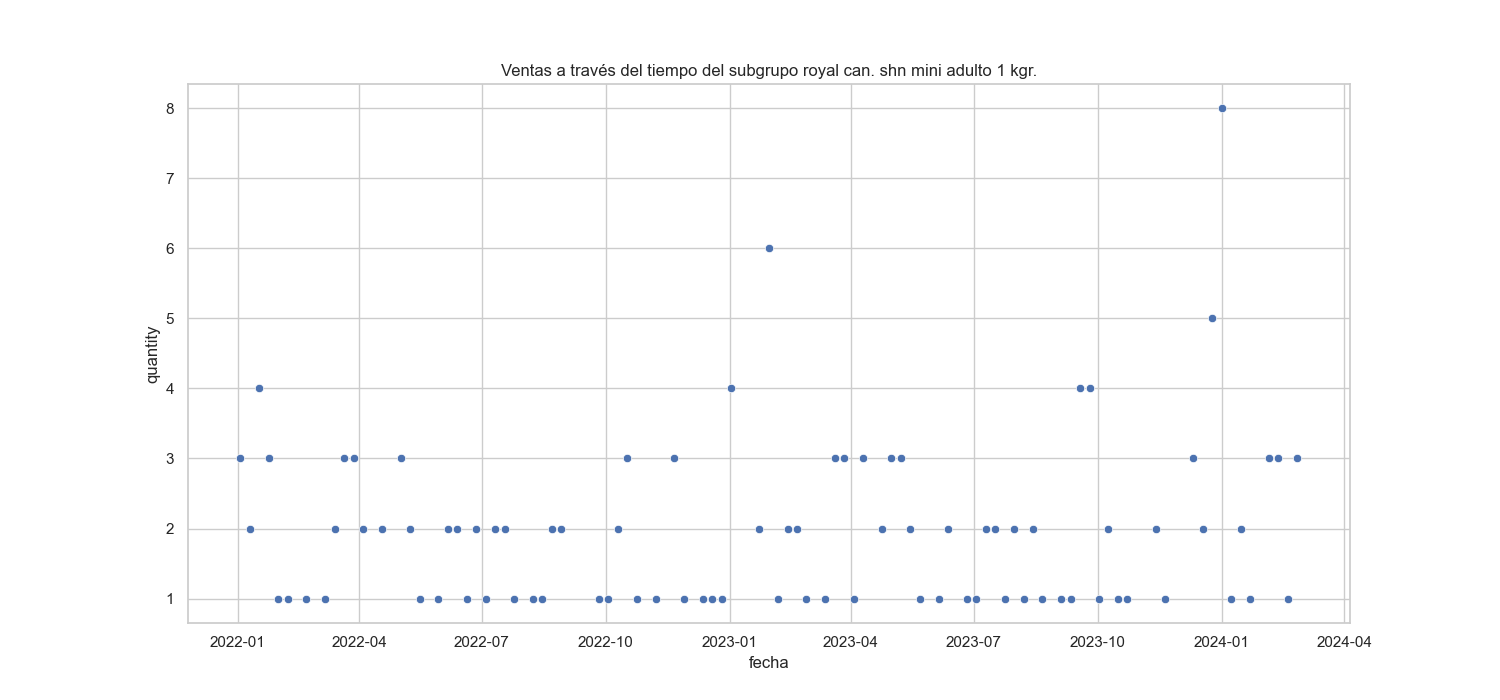 Ventas a través del tiempo del subgrupo royal can. shn mini adulto 1 kgr.
8
7
6
5
4
3
2
1
quantity
2022-01 2022-04 2022-07 2022-10 2023-01 2023-04 2023-07 2023-10 2024-01 2024-04
fecha